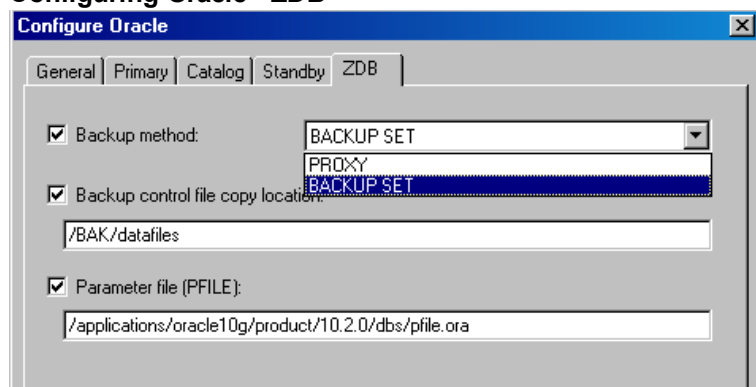 Configuring Oracle - ZDB
Configure Oracle
General Primary Catalog Standby ZDB
Backup method: BACKUP SET
PROXY
BACKUP SET
Backup control file copy location:
/BAK/datafiles
Parameter file (PFILE):
/applications/oracle10g/product/10.2.0/dbs/pfile.ora